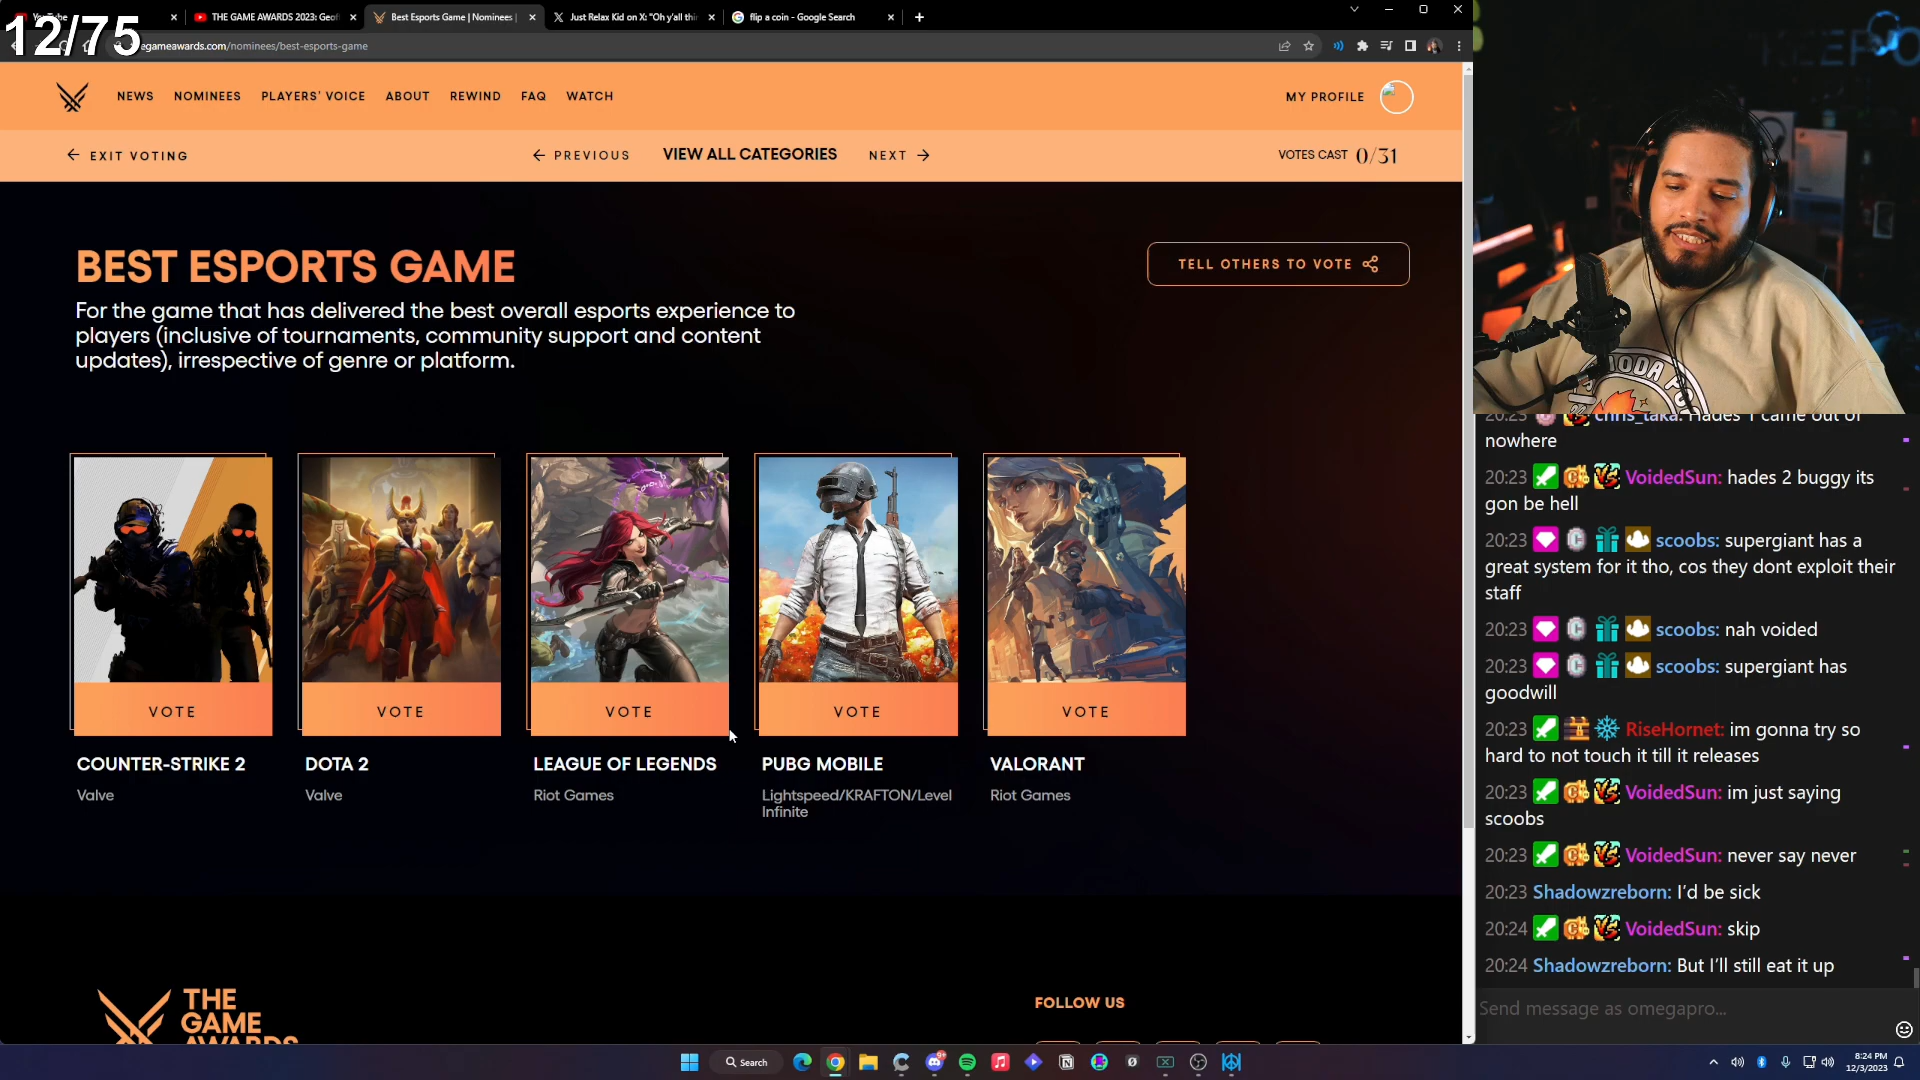 12/75
THE GAME AWARDS 2023: Geoff
Best Esports Game | Nominees |
Just Relax Kid on X: "Oh y'all thin
flip a coin - Google Search
egameawards.com/nominees/best-esports-game
NEWS NOMINEES PLAYERS' VOICE ABOUT REWIND FAQ WATCH
MY PROFILE
EXIT VOTING
PREVIOUS VIEW ALL CATEGORIES NEXT
VOTES CAST 0/31
BEST ESPORTS GAME
TELL OTHERS TO VOTE
For the game that has delivered the best overall esports experience to
players (inclusive of tournaments, community support and content
updates), irrespective of genre or platform.
VOTE VOTE VOTE VOTE VOTE
COUNTER-STRIKE 2
Valve
DOTA 2
Valve
LEAGUE OF LEGENDS
Riot Games
PUBG MOBILE
Lightspeed/KRAFTON/Level
Infinite
VALORANT
Riot Games
THE
GAME
AWARDS
FOLLOW US
20:23 chris_taka: Hades 1 came out of
nowhere
20:23 VoidedSun: hades 2 buggy its
gon be hell
20:23 scoobs: supergiant has a
great system for it tho, cos they dont exploit their
staff
20:23 scoobs: nah voided
20:23 scoobs: supergiant has
goodwill
20:23 RiseHornet: im gonna try so
hard to not touch it till it releases
20:23 VoidedSun: im just saying
scoobs
20:23 VoidedSun: never say never
20:23 Shadowzreborn: I'd be sick
20:24 VoidedSun: skip
20:24 Shadowzreborn: But I'll still eat it up
Send message as omegapro...
Search
8:24 PM
12/3/2023